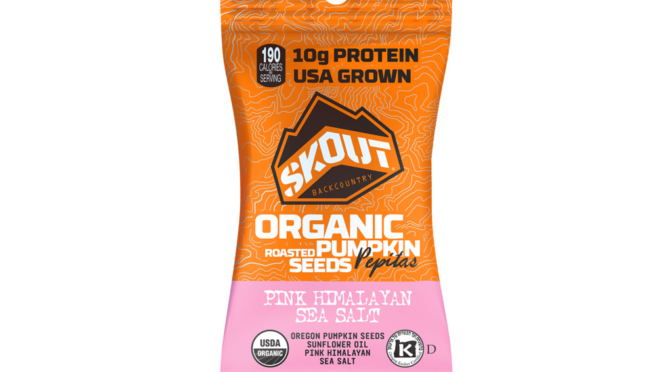 190
CALORIES
PER
SERVING
10g PROTEIN
USA GROWN
SKOUT
BACKCOUNTRY
ORGANIC
ROASTED PUMPKIN
SEEDS Pepitas
PINK HIMALAYAN
SEA SALT
USDA
ORGANIC
OREGON PUMPKIN SEEDS
SUNFLOWER OIL
PINK HIMALAYAN
SEA SALT
K
D